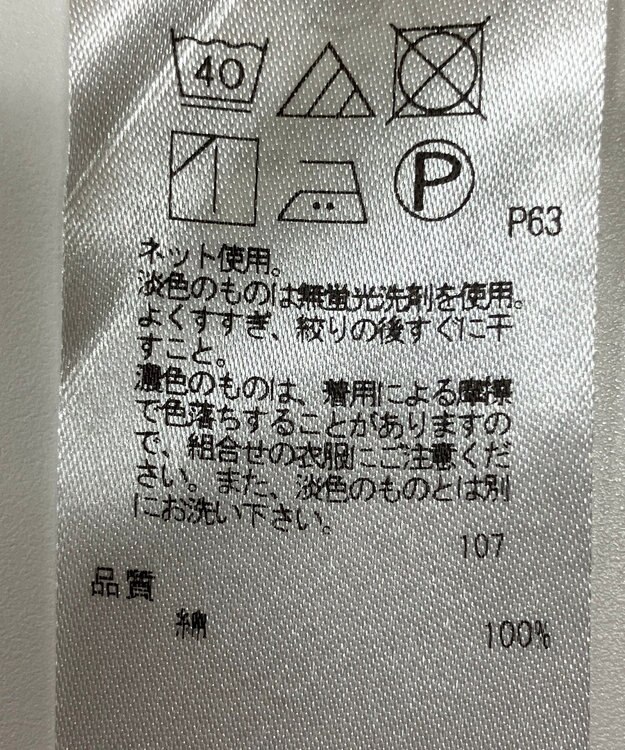 40
P
P63
ネット使用。
淡色のものは無蛍光洗剤を使用。
よくすすぎ、絞りの後すぐに干
すこと。
濃色のものは、着用による摩擦
で色落ちすることがありますの
で、組合せの衣服にご注意くだ
さい。また、淡色のものとは別
にお洗い下さい。
107
品質
綿 100%